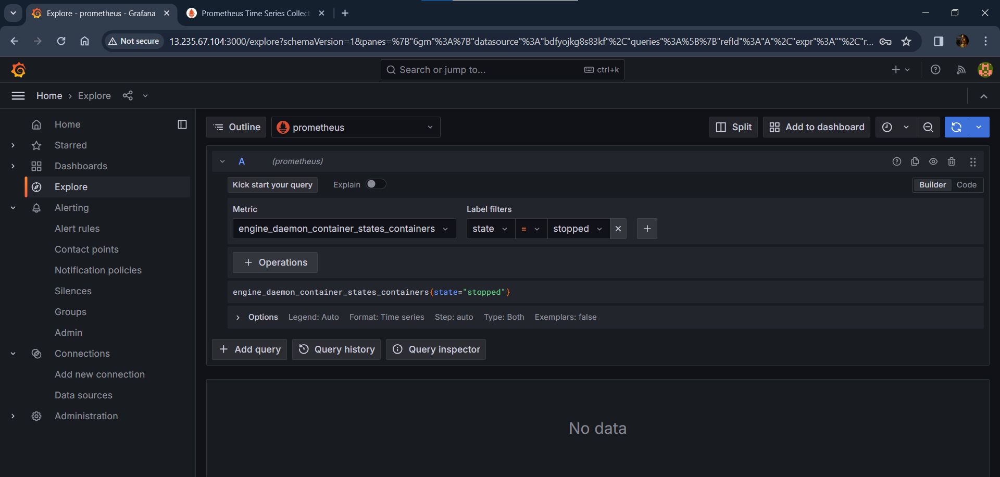 Explore - prometheus - Grafana
Prometheus Time Series Collect
Not secure
13.235.67.104:3000/explore?schemaVersion=1&panes=%7B"6gm"%3A%7B"datasource"%3A"bdfyojkg8s83kf"%2C"queries"%3A%5B%7B"refId"%3A"A"%2C"expr"%3A""%2C"r...
Search or jump to...
ctrl+k
Home › Explore
Home
Starred
Dashboards
Explore
Alerting
Alert rules
Contact points
Notification policies
Silences
Groups
Admin
Connections
Add new connection
Data sources
Administration
Outline
prometheus
Split
Add to dashboard
A
(prometheus)
Kick start your query
Explain
Builder
Code
Metric
Label filters
engine_daemon_container_states_containers
state
=
stopped
+ Operations
engine_daemon_container_states_containers{state="stopped"}
Options Legend: Auto Format: Time series Step: auto Type: Both Exemplars: false
+ Add query
Query history
Query inspector
No data